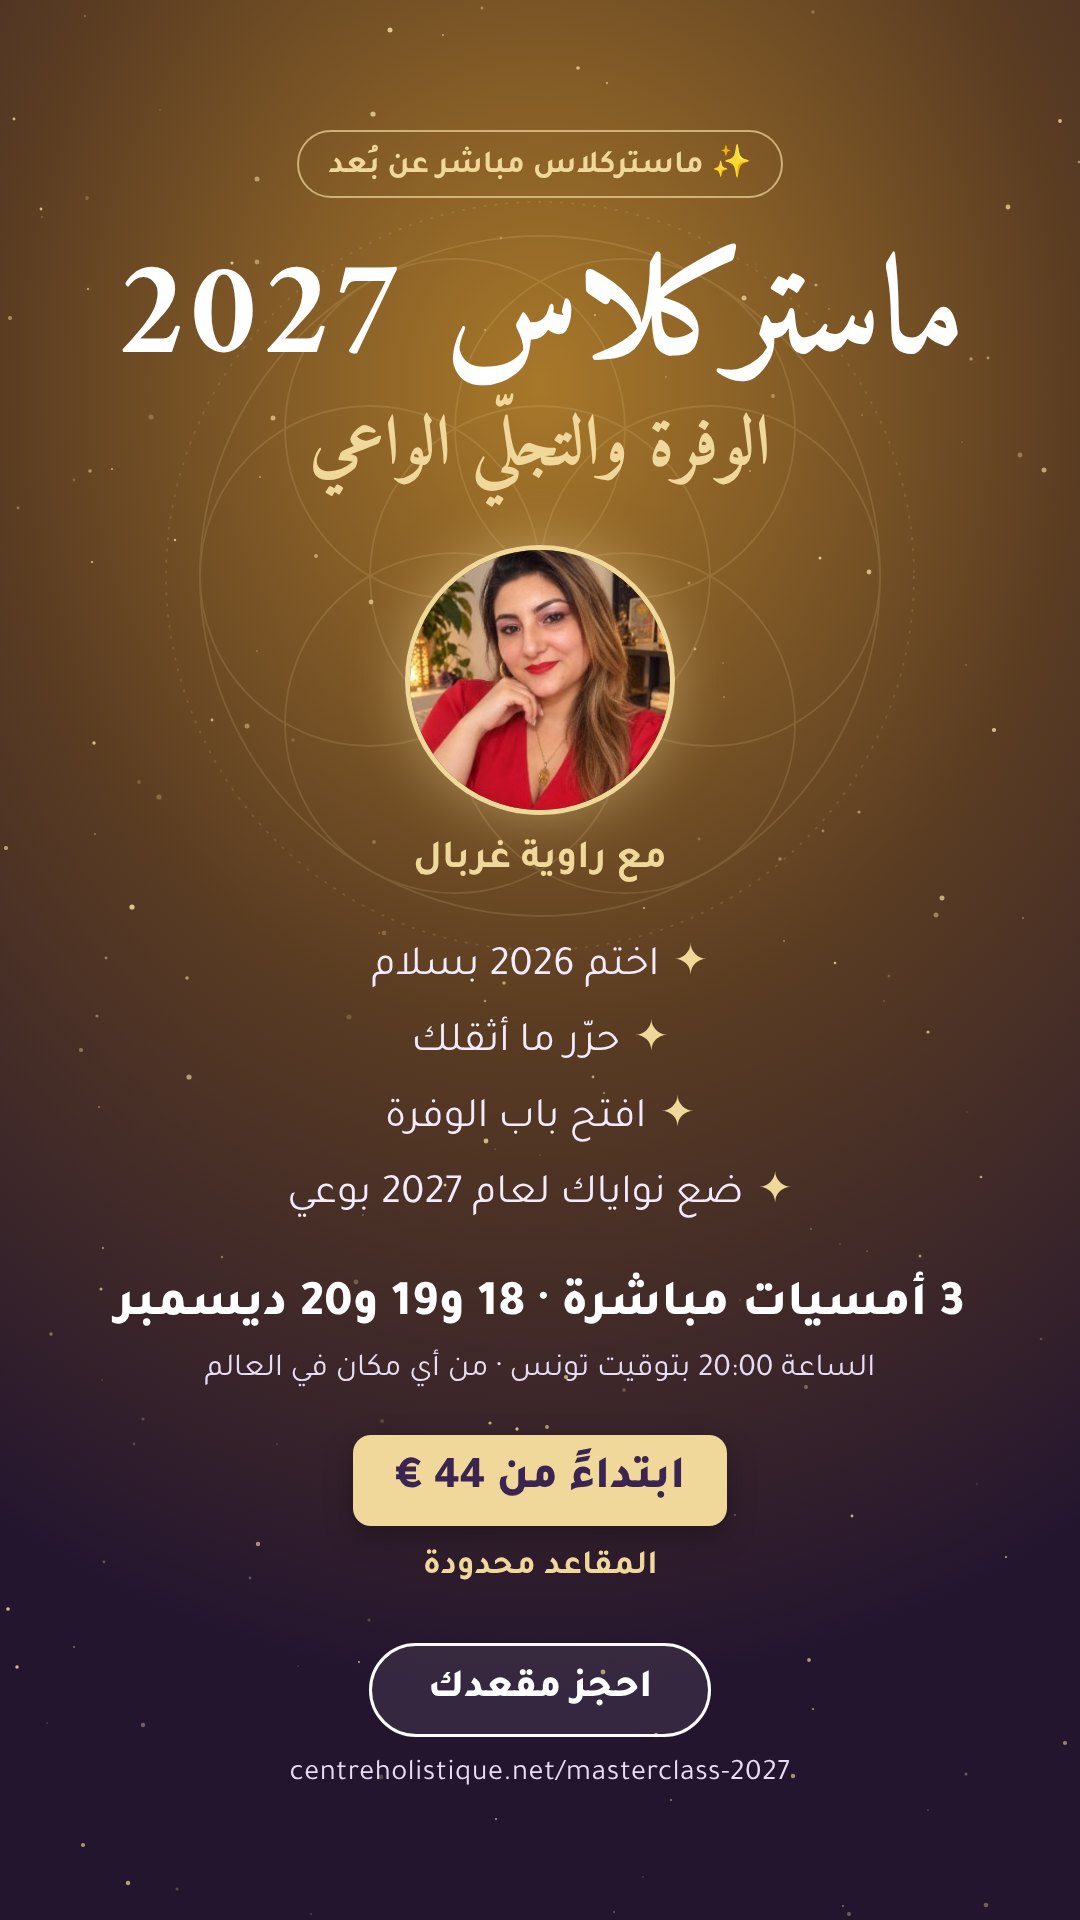 ✨ ماستركلاس مباشر عن بُعد
ماستركلاس 2027
الوفرة والتجلّي الواعي
مع راوية غربال
✦ اختم 2026 بسلام
✦ حرّر ما أثقلك
✦ افتح باب الوفرة
✦ ضع نواياك لعام 2027 بوعي
3 أمسيات مباشرة · 18 و19 و20 ديسمبر
الساعة 20:00 بتوقيت تونس · من أي مكان في العالم
ابتداءً من 44 €
المقاعد محدودة
احجز مقعدك
centreholistique.net/masterclass-2027